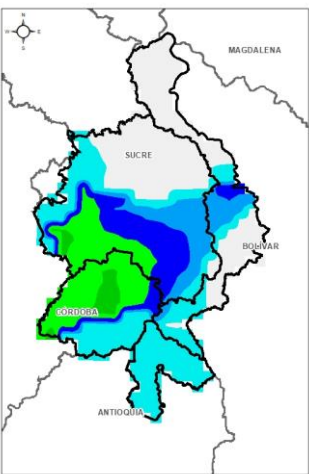 N
W E
S
MAGDALENA
SUCRE
BOLIVAR
CORDOBA
ANTIOQUIA